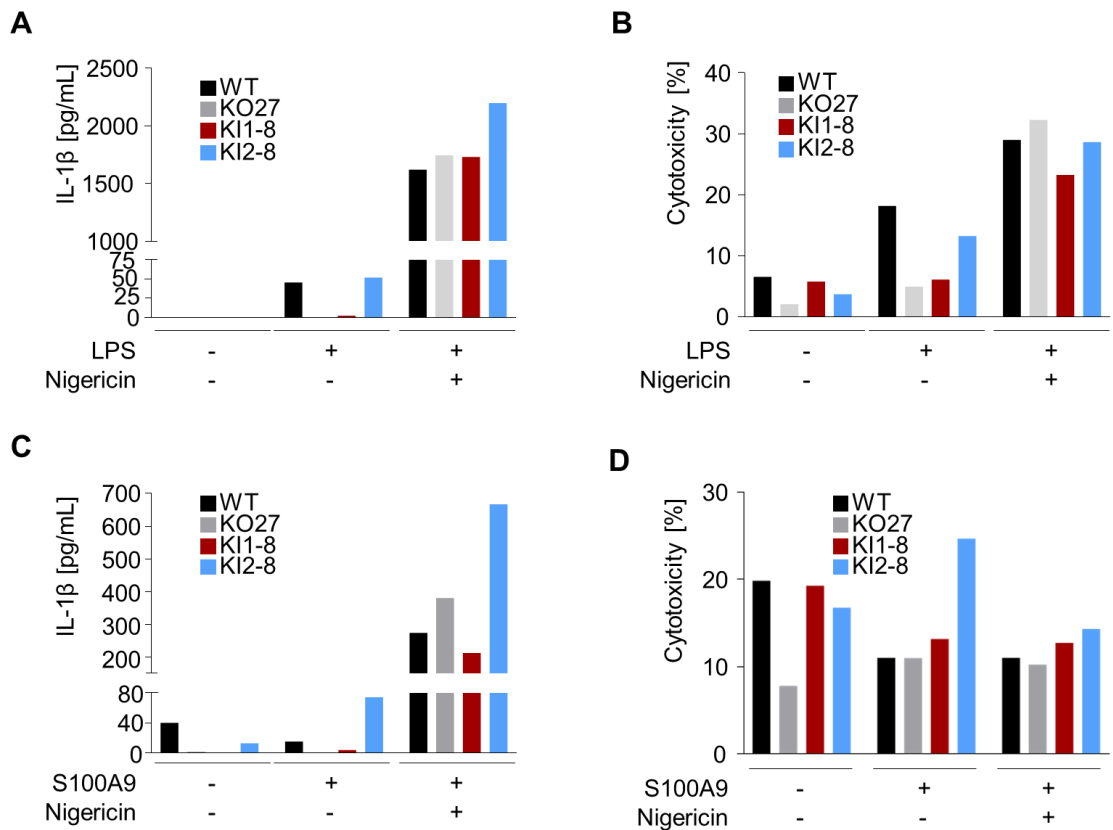 A
IL-1β [pg/mL]
2500
2000
1500
1000
75
50
25
0
WT
KO27
KI1-8
KI2-8
LPS - + +
Nigericin - - +
B
Cytotoxicity [%]
40
30
20
10
0
WT
KO27
KI1-8
KI2-8
LPS - + +
Nigericin - - +
C
IL-1β [pg/mL]
700
600
500
400
300
200
80
40
0
WT
KO27
KI1-8
KI2-8
S100A9 - + +
Nigericin - - +
D
Cytotoxicity [%]
30
20
10
0
WT
KO27
KI1-8
KI2-8
S100A9 - + +
Nigericin - - +